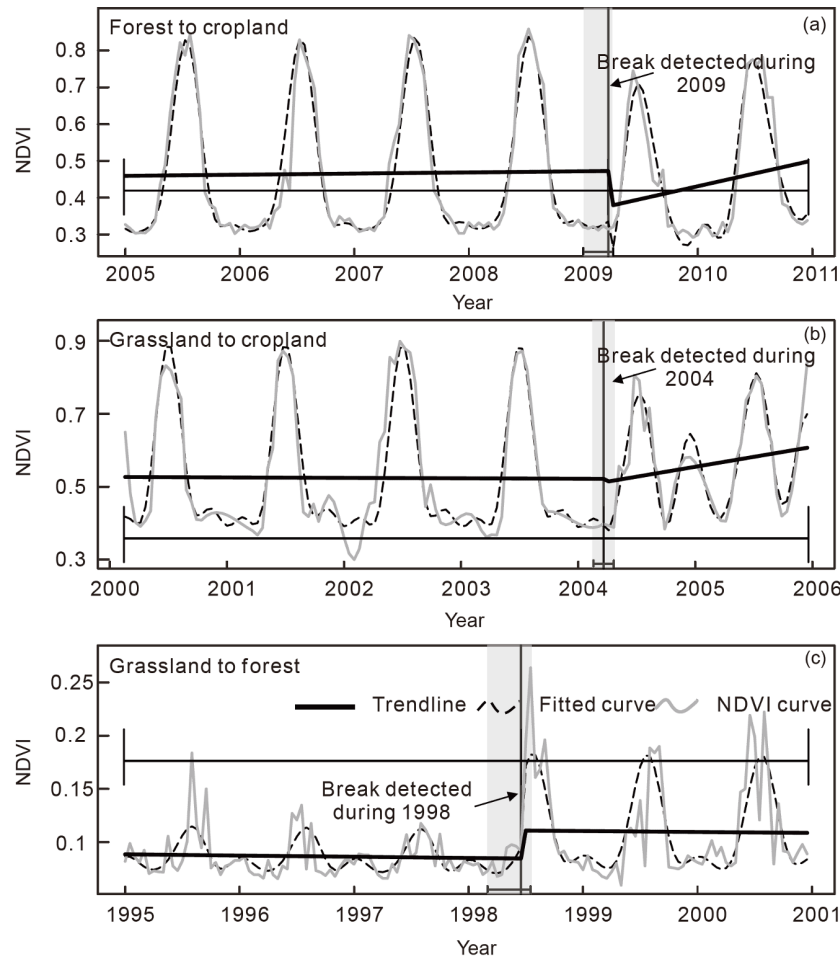 Forest to cropland
(a)
0.8
0.7
0.6
0.5
0.4
0.3
NDVI
Break detected during
2009
2005 2006 2007 2008 2009 2010 2011
Year
Grassland to cropland
(b)
0.9
0.7
0.5
0.3
NDVI
Break detected during
2004
2000 2001 2002 2003 2004 2005 2006
Year
Grassland to forest
(c)
0.25
0.2
0.15
0.1
NDVI
Trendline Fitted curve NDVI curve
Break detected
during 1998
1995 1996 1997 1998 1999 2000 2001
Year